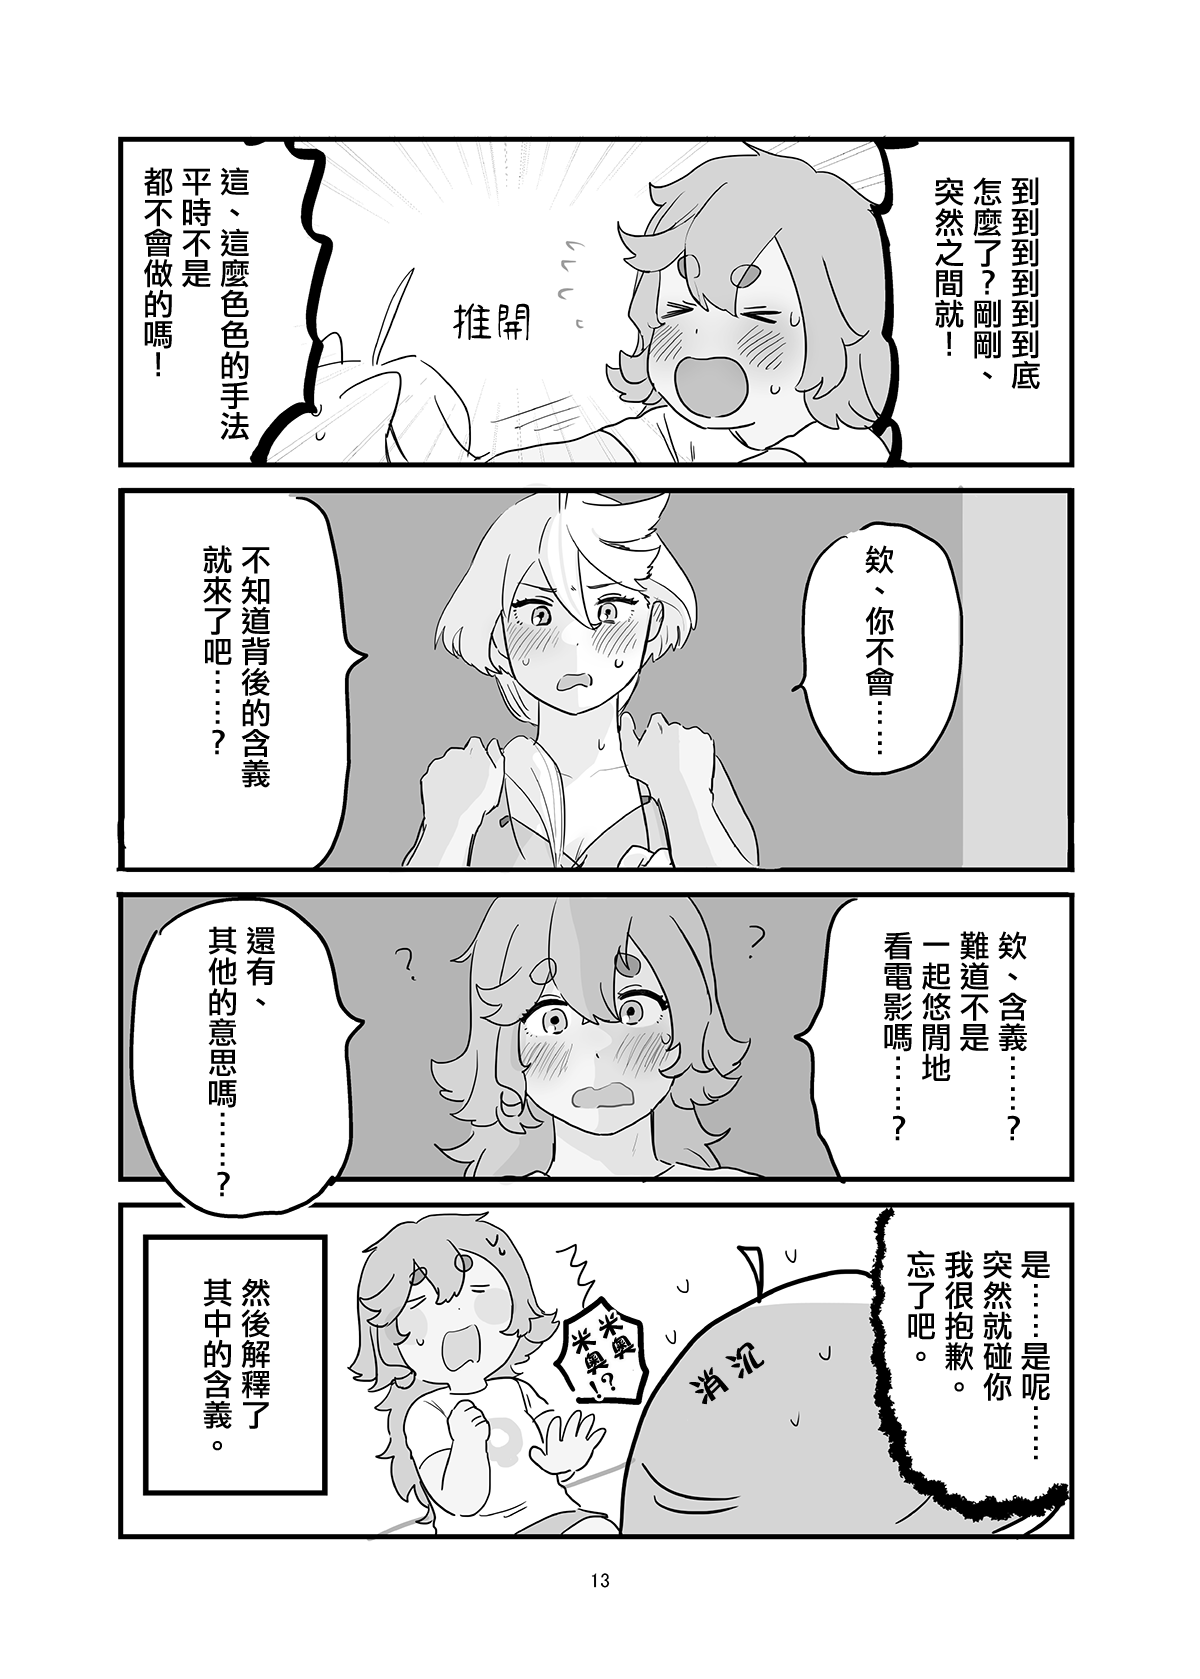 到到到到到到底
怎麼了？剛剛、
突然之間就！
推開
這、這麼色色的手法
平時不是
都不會做的嗎！
欸、你不會……
不知道背後的含義
就來了吧……？
欸、含義……？
難道不是
一起悠閒地
看電影嗎……？
還有、
其他的意思嗎……？
是……是呢……
突然就碰你
我很抱歉。
忘了吧。
消沉
米奧
米奧!?
然後解釋了
其中的含義。
13